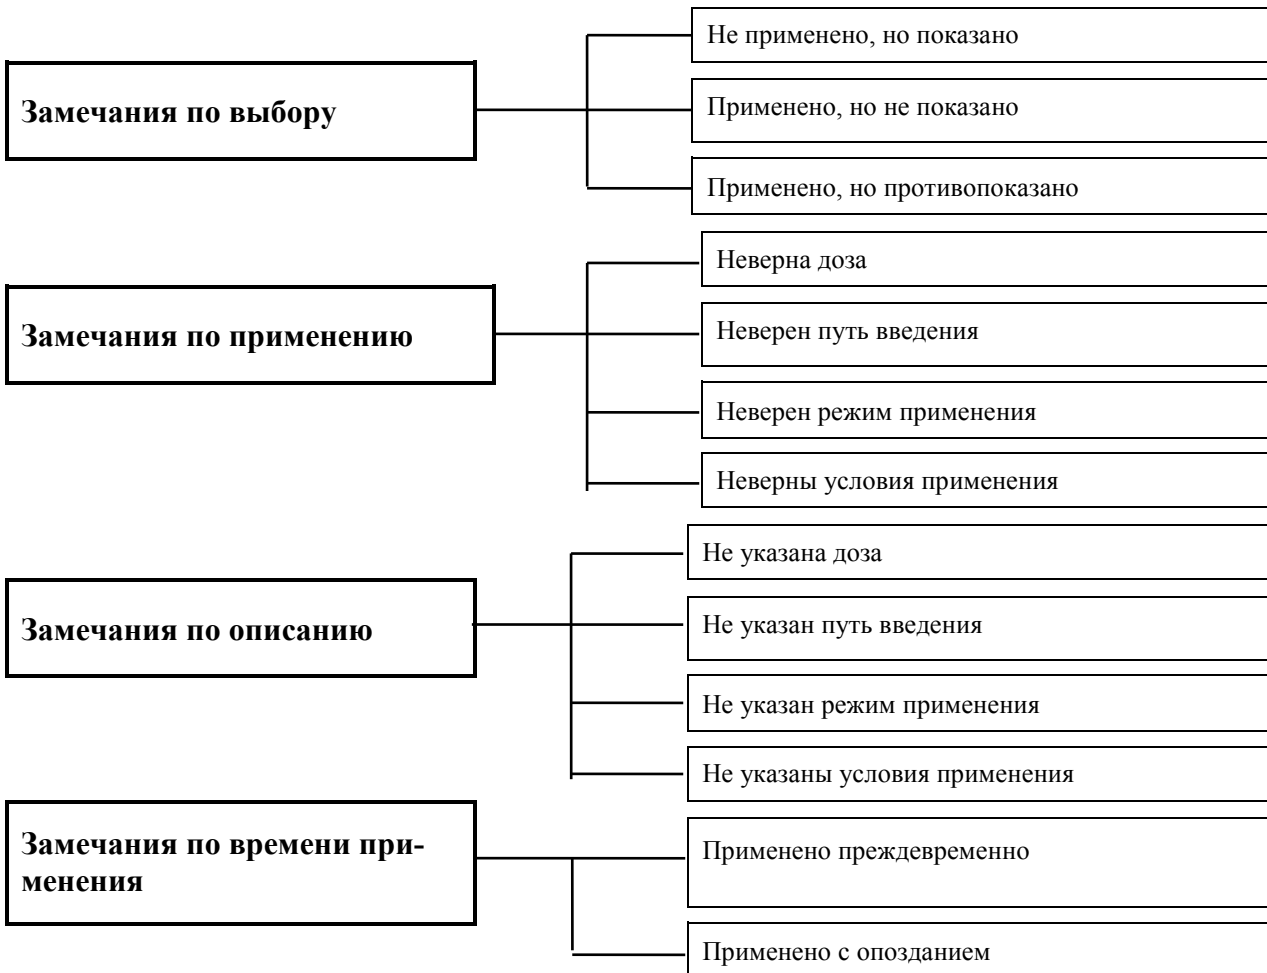 Замечания по выбору
Не применено, но показано
Применено, но не показано
Применено, но противопоказано
Замечания по применению
Неверна доза
Неверен путь введения
Неверен режим применения
Неверны условия применения
Замечания по описанию
Не указана доза
Не указан путь введения
Не указан режим применения
Не указаны условия применения
Замечания по времени при-
менения
Применено преждевременно
Применено с опозданием